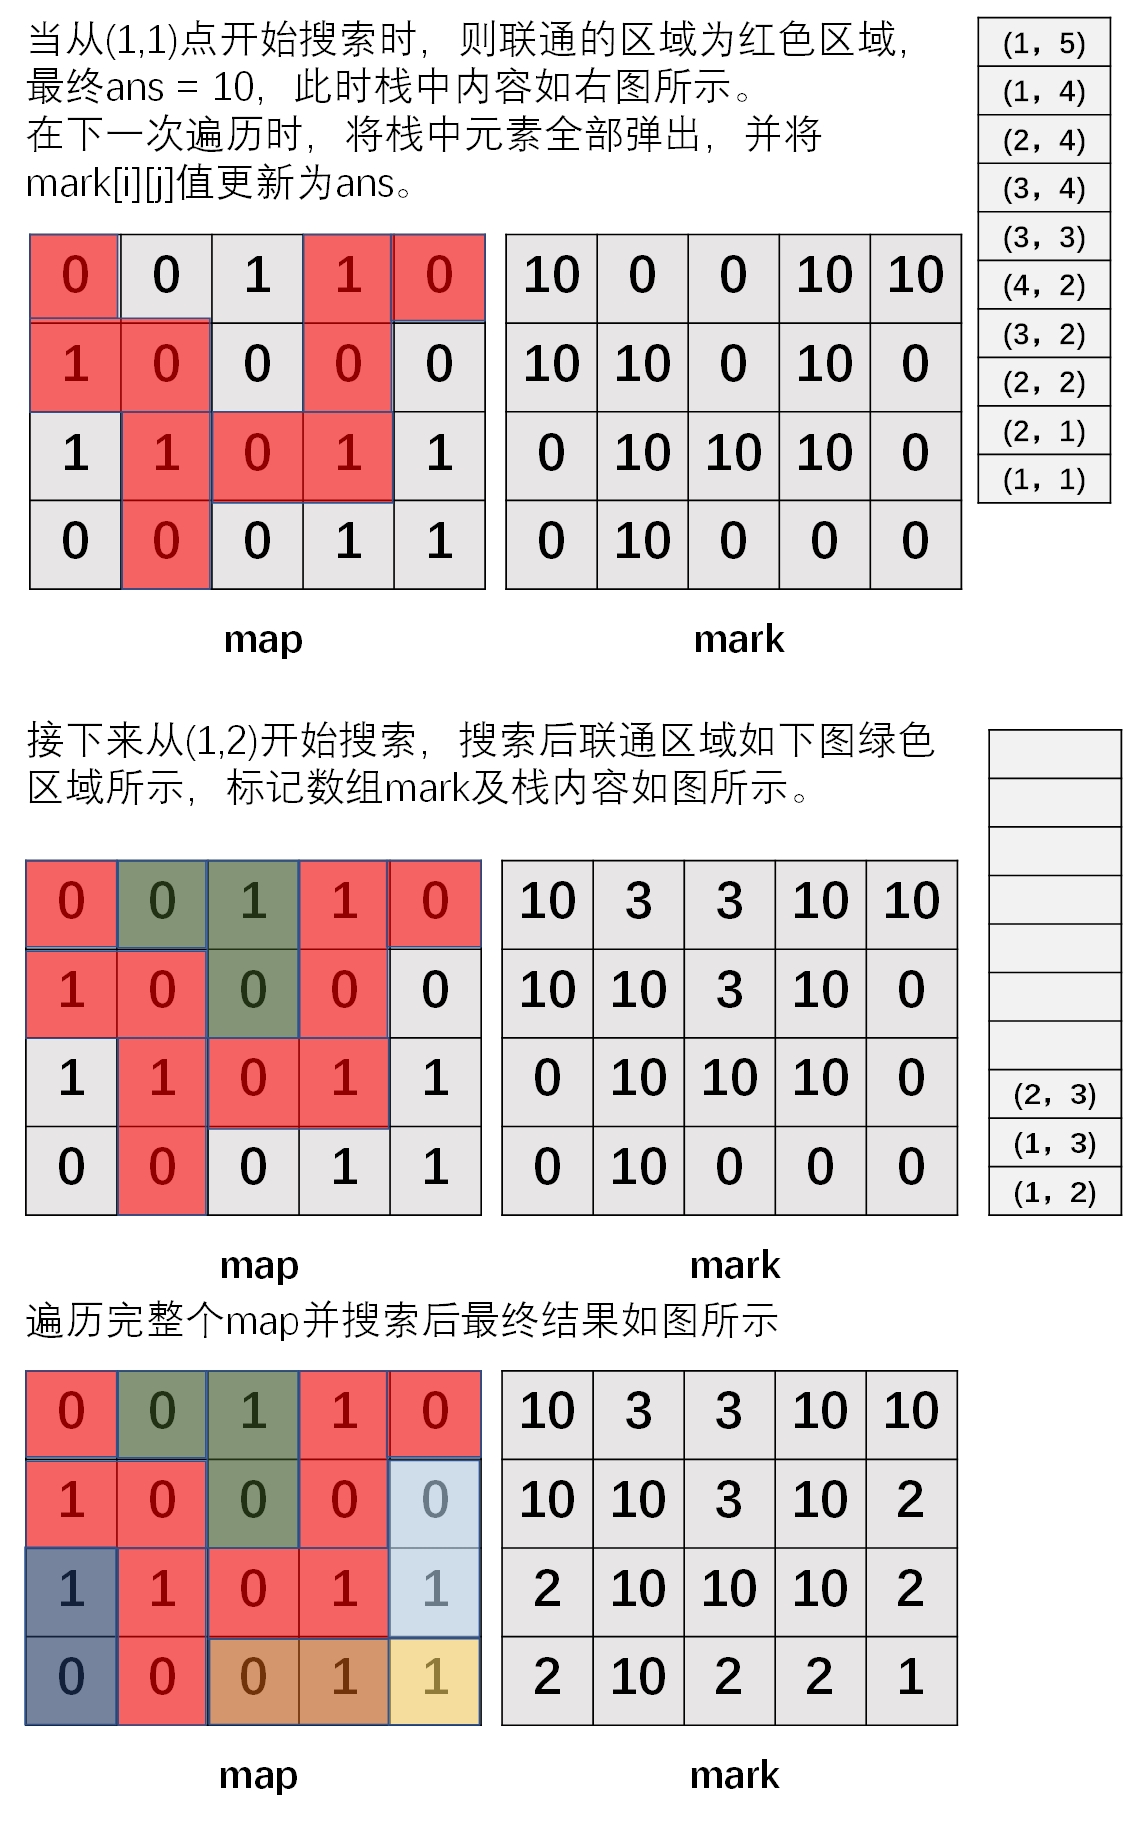 当从(1,1)点开始搜索时，则联通的区域为红色区域，
最终ans = 10，此时栈中内容如右图所示。
在下一次遍历时，将栈中元素全部弹出，并将
mark[i][j]值更新为ans。
(1，5)
(1，4)
(2，4)
(3，4)
(3，3)
(4，2)
(3，2)
(2，2)
(2，1)
(1，1)
0 0 1 1 0
1 0 0 0 0
1 1 0 1 1
0 0 0 1 1
map
10 0 0 10 10
10 10 0 10 0
0 10 10 10 0
0 10 0 0 0
mark
接下来从(1,2)开始搜索，搜索后联通区域如下图绿色
区域所示，标记数组mark及栈内容如图所示。
0 0 1 1 0
1 0 0 0 0
1 1 0 1 1
0 0 0 1 1
map
10 3 3 10 10
10 10 3 10 0
0 10 10 10 0
0 10 0 0 0
mark
(2，3)
(1，3)
(1，2)
遍历完整个map并搜索后最终结果如图所示
0 0 1 1 0
1 0 0 0 0
1 1 0 1 1
0 0 0 1 1
map
10 3 3 10 10
10 10 3 10 2
2 10 10 10 2
2 10 2 2 1
mark